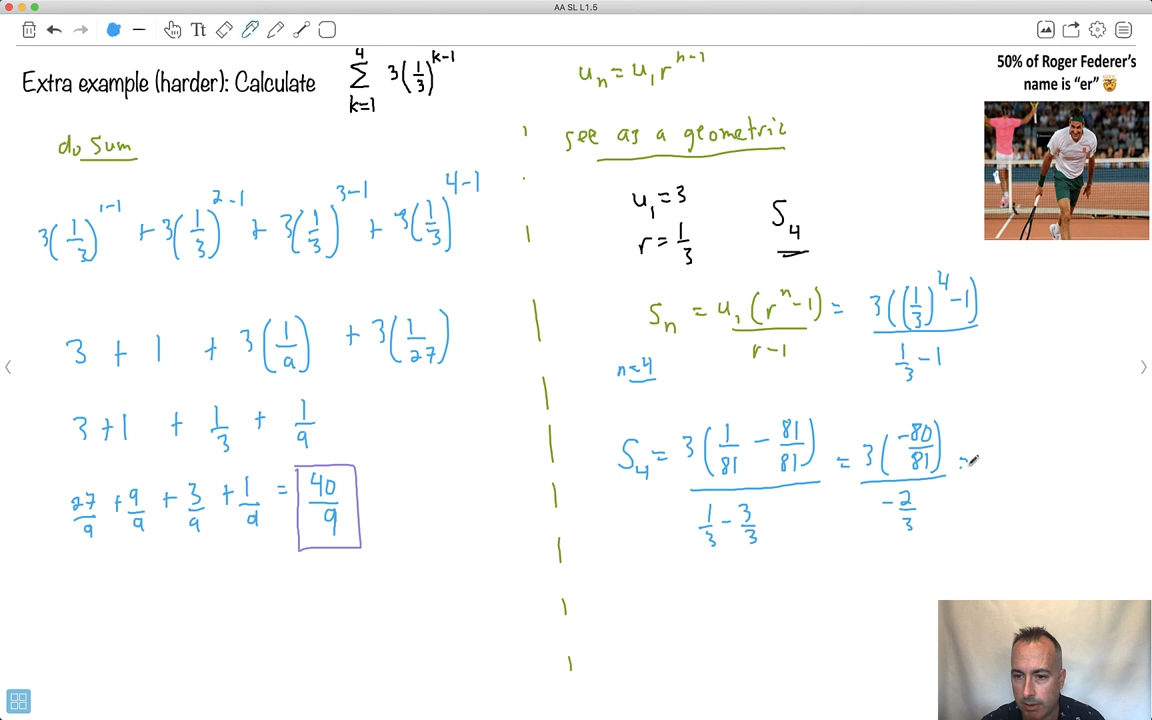 AA SL L1.5
Tt
Extra example (harder): Calculate 4 Σ k=1 3(1/3)^k-1
u_n = u_1 r^n-1
50% of Roger Federer's
name is "er" 🤯
do Sum
see as a geometric
3(1/3)^1-1 + 3(1/3)^2-1 + 3(1/3)^3-1 + 3(1/3)^4-1
u_1 = 3
r = 1/3
S_4
S_n = u_1(r^n-1)/r-1 = 3((1/3)^4-1)/1/3-1
n=4
3 + 1 + 3(1/9) + 3(1/27)
3+1 + 1/3 + 1/9
27/9 + 9/9 + 3/9 + 1/9 = 40/9
S_4 = 3(1/81 - 81/81)/1/3 - 3/3 = 3(-80/81)/-2/3 =